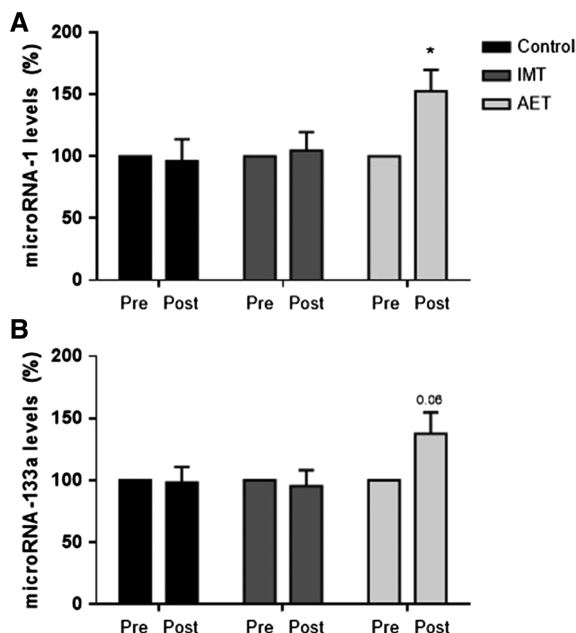 A
microRNA-1 levels (%)
200
150
100
50
0
*
Control
IMT
AET
Pre Post Pre Post Pre Post
B
microRNA-133a levels (%)
200
150
100
50
0
0.06
Pre Post Pre Post Pre Post